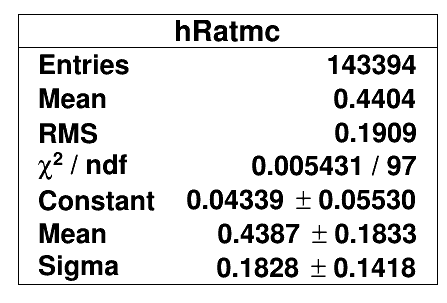 hRatmc
Entries 143394
Mean 0.4404
RMS 0.1909
χ² / ndf 0.005431 / 97
Constant 0.04339 ± 0.05530
Mean 0.4387 ± 0.1833
Sigma 0.1828 ± 0.1418